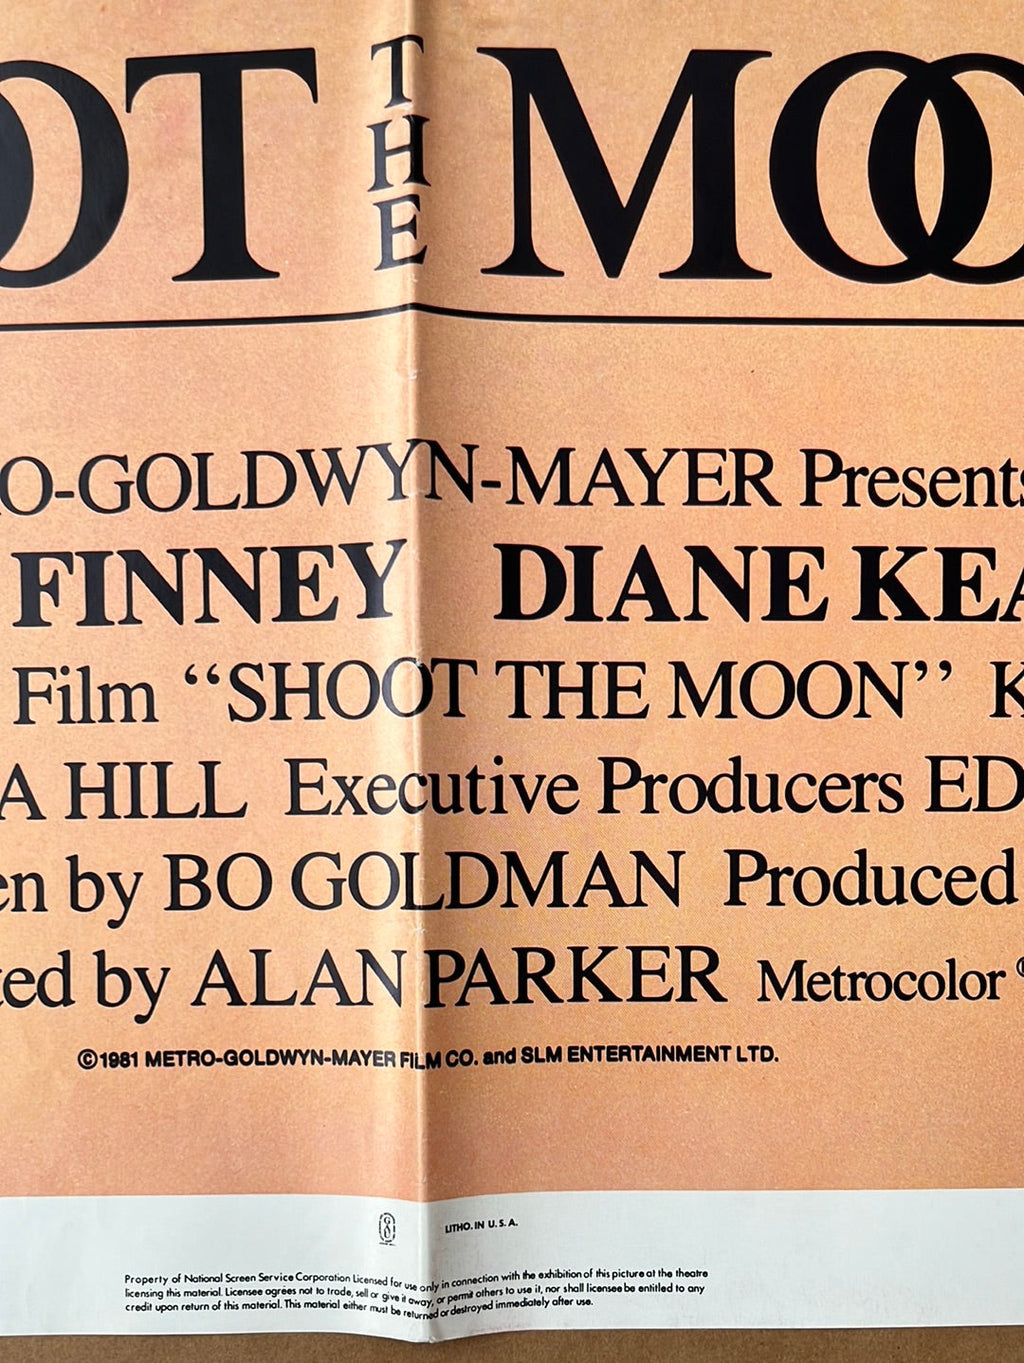 OOT THE MOO
RO-GOLDWYN-MAYER Presents
FINNEY DIANE KEA
Film “SHOOT THE MOON” K
A HILL Executive Producers ED
en by BO GOLDMAN Produced
ted by ALAN PARKER Metrocolor®
©1981 METRO-GOLDWYN-MAYER FILM CO. and SLM ENTERTAINMENT LTD.
LITHO. IN U.S.A.
Property of National Screen Service Corporation Licensed for use only in connection with the exhibition of this picture at the theatre
licensing this material. Licensee agrees not to trade, sell or give it away, or permit others to use it, nor shall licensee be entitled to any
credit upon return of this material. This material either must be returned or destroyed immediately after use.